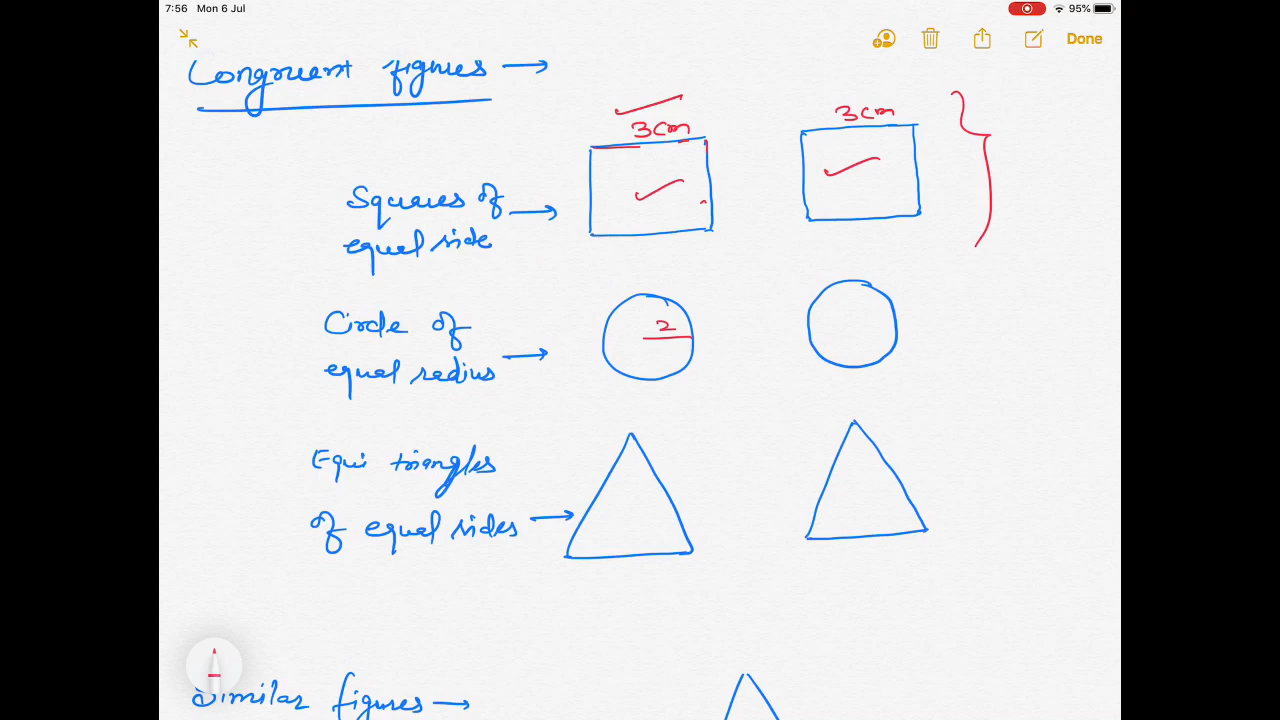 7:56 Mon 6 Jul
95%
Done
Congruent figures →
3cm
3cm
Squares of →
equal side
Circle of
equal radius →
2
Equi triangles
of equal sides →
Similar figures →